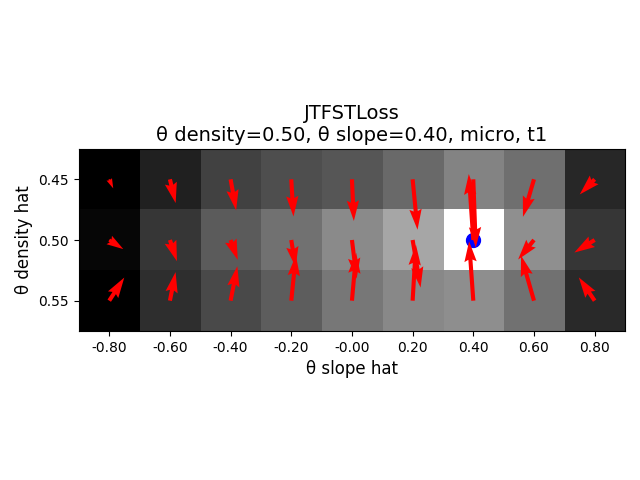 JTFSTLoss
θ density=0.50, θ slope=0.40, micro, t1
θ density hat
0.45
0.50
0.55
-0.80 -0.60 -0.40 -0.20 -0.00 0.20 0.40 0.60 0.80
θ slope hat